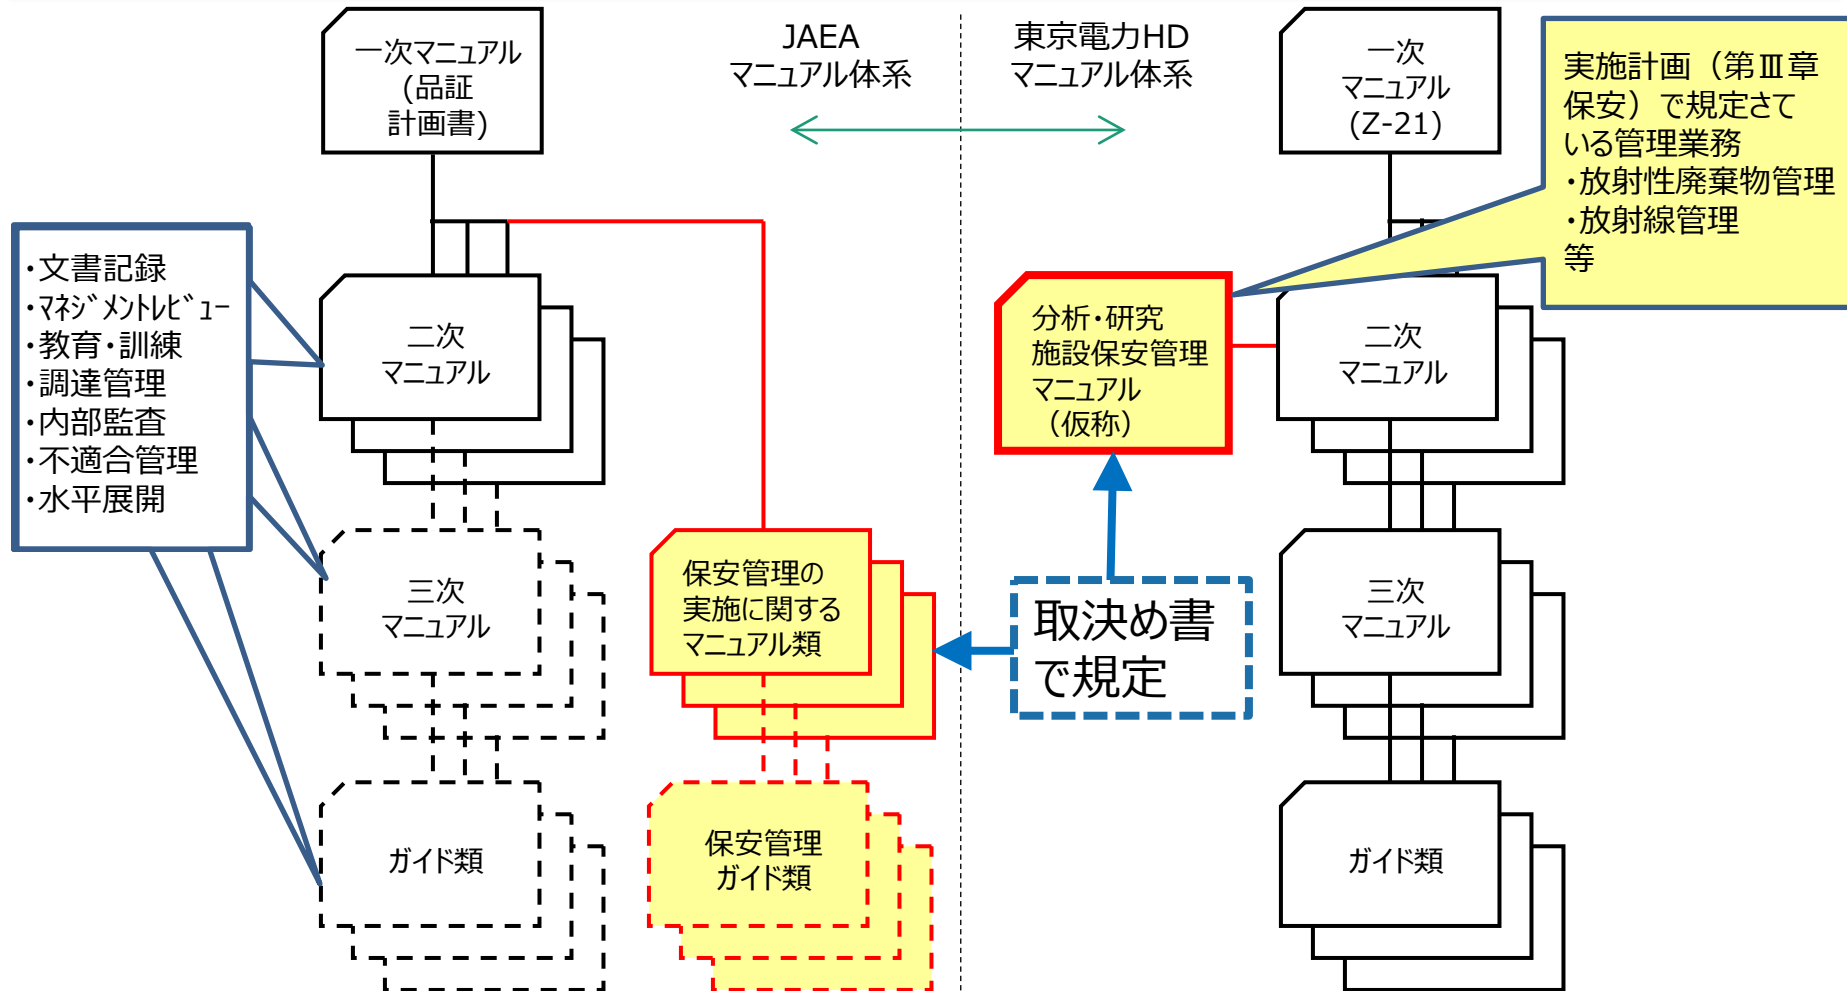 一次マニュアル
(品証
計画書)
JAEA
マニュアル体系
東京電力HD
マニュアル体系
一次
マニュアル
(Z-21)
実施計画（第Ⅲ章
保安）で規定さて
いる管理業務
・放射性廃棄物管理
・放射線管理
等
・文書記録
・ﾏﾈｼﾞﾒﾝﾄﾚﾋﾞｭｰ
・教育・訓練
・調達管理
・内部監査
・不適合管理
・水平展開
二次
マニュアル
分析・研究
施設保安管理
マニュアル
（仮称）
二次
マニュアル
三次
マニュアル
保安管理の
実施に関する
マニュアル類
取決め書
で規定
三次
マニュアル
ガイド類
保安管理
ガイド類
ガイド類